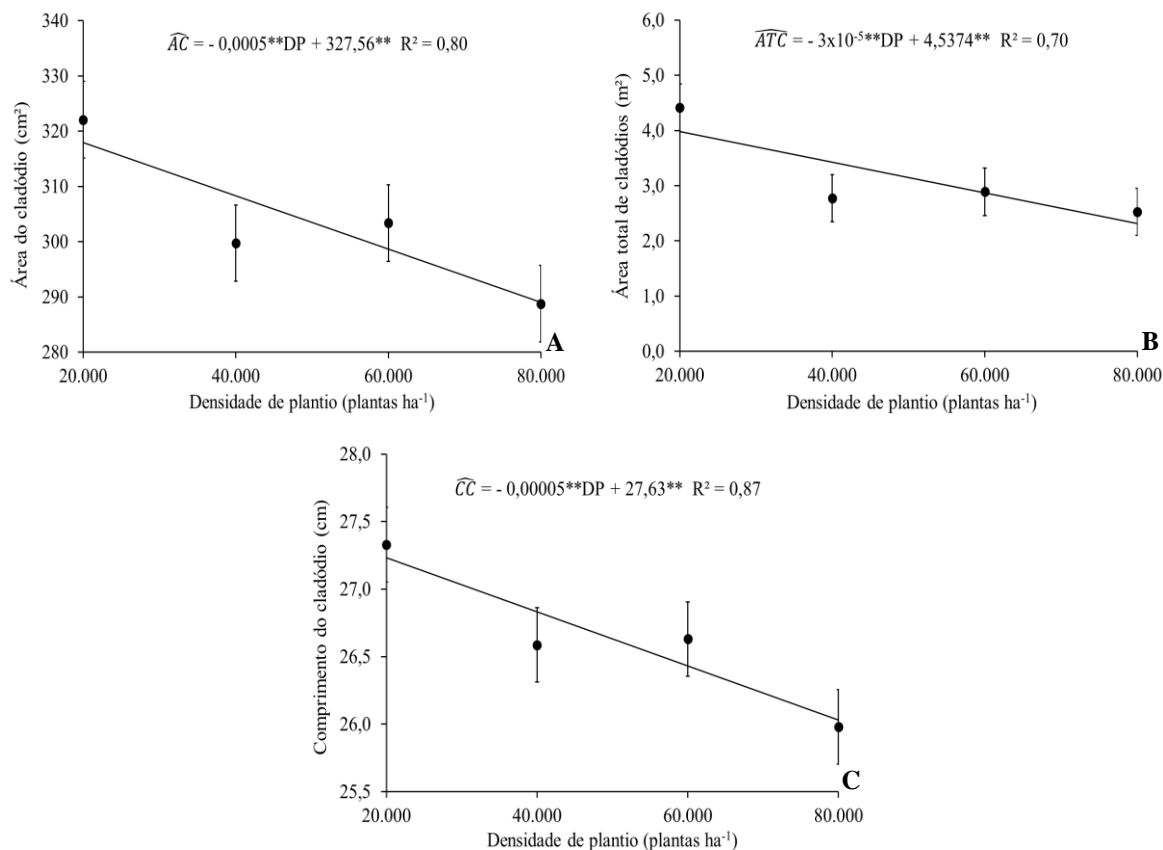 ÂC = - 0,0005**DP + 327,56** R² = 0,80
340
330
320
310
300
290
280
Área do cladódio (cm²)
20.000 40.000 60.000 80.000
Densidade de plantio (plantas ha⁻¹)
A
ÂTC = - 3x10⁻⁵**DP + 4,5374** R² = 0,70
6,0
5,0
4,0
3,0
2,0
1,0
0,0
Área total de cladódios (m²)
20.000 40.000 60.000 80.000
Densidade de plantio (plantas ha⁻¹)
B
ĈC = - 0,00005**DP + 27,63** R² = 0,87
28,0
27,5
27,0
26,5
26,0
25,5
Comprimento do cladódio (cm)
20.000 40.000 60.000 80.000
Densidade de plantio (plantas ha⁻¹)
C